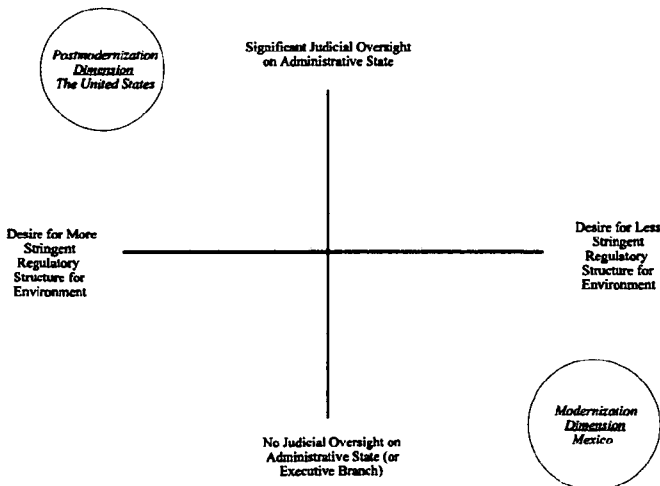 Postmodernization
Dimension
The United States
Significant Judicial Oversight
on Administrative State
Desire for More
Stringent
Regulatory
Structure for
Environment
Desire for Less
Stringent
Regulatory
Structure for
Environment
No Judicial Oversight on
Administrative State (or
Executive Branch)
Modernization
Dimension
Mexico